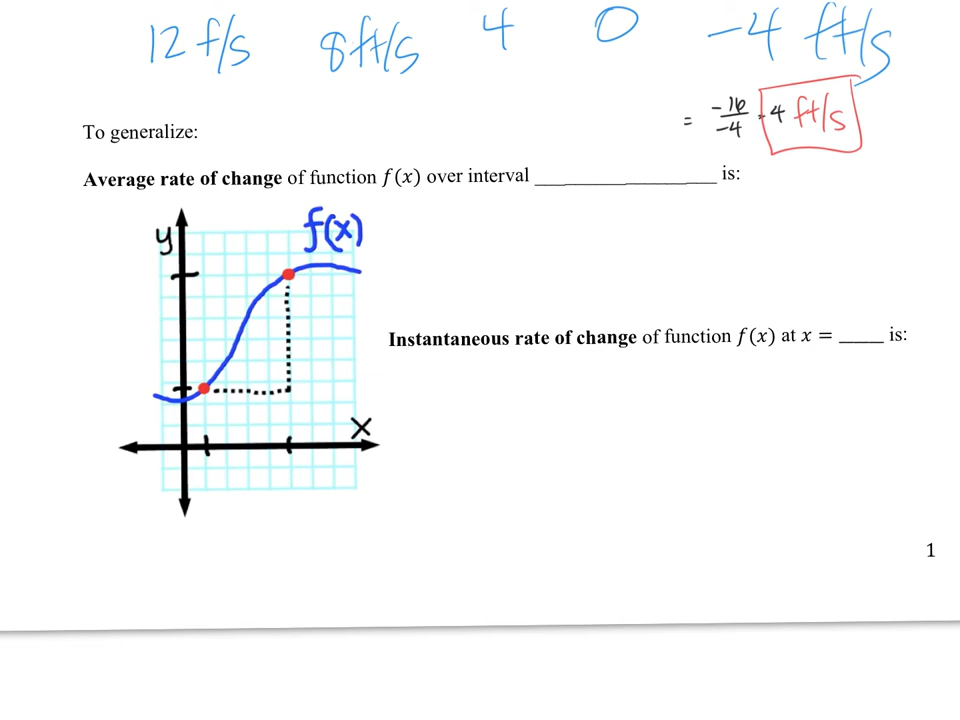 12 f/s 8ft/s 4 0 -4 ft/s
= -16/-4 = 4 ft/s
To generalize:
Average rate of change of function f(x) over interval ____________________ is:
y f(x)
Instantaneous rate of change of function f(x) at x = _____ is:
x
1